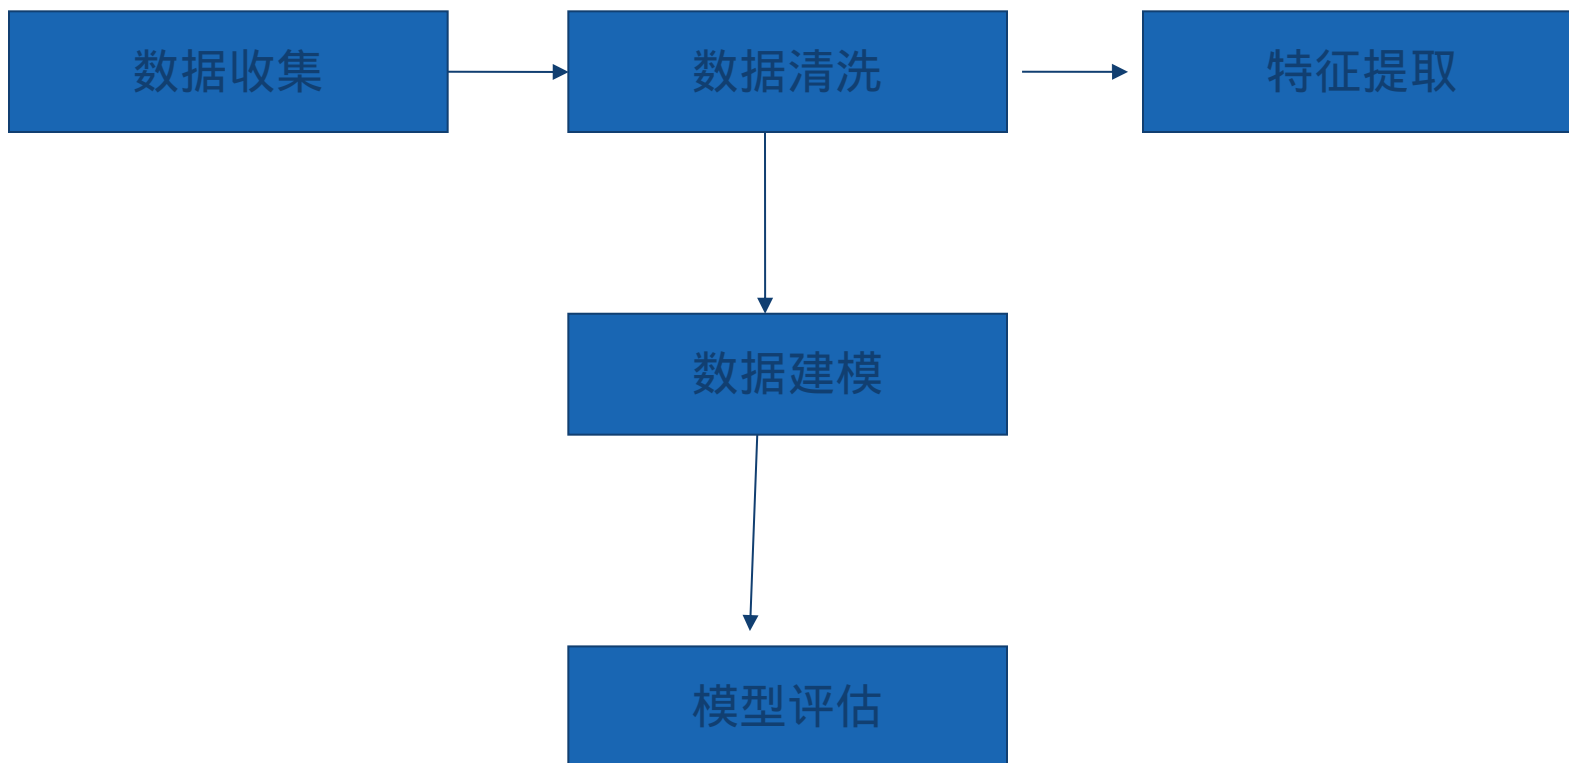 数据收集
数据清洗
特征提取
数据建模
模型评估